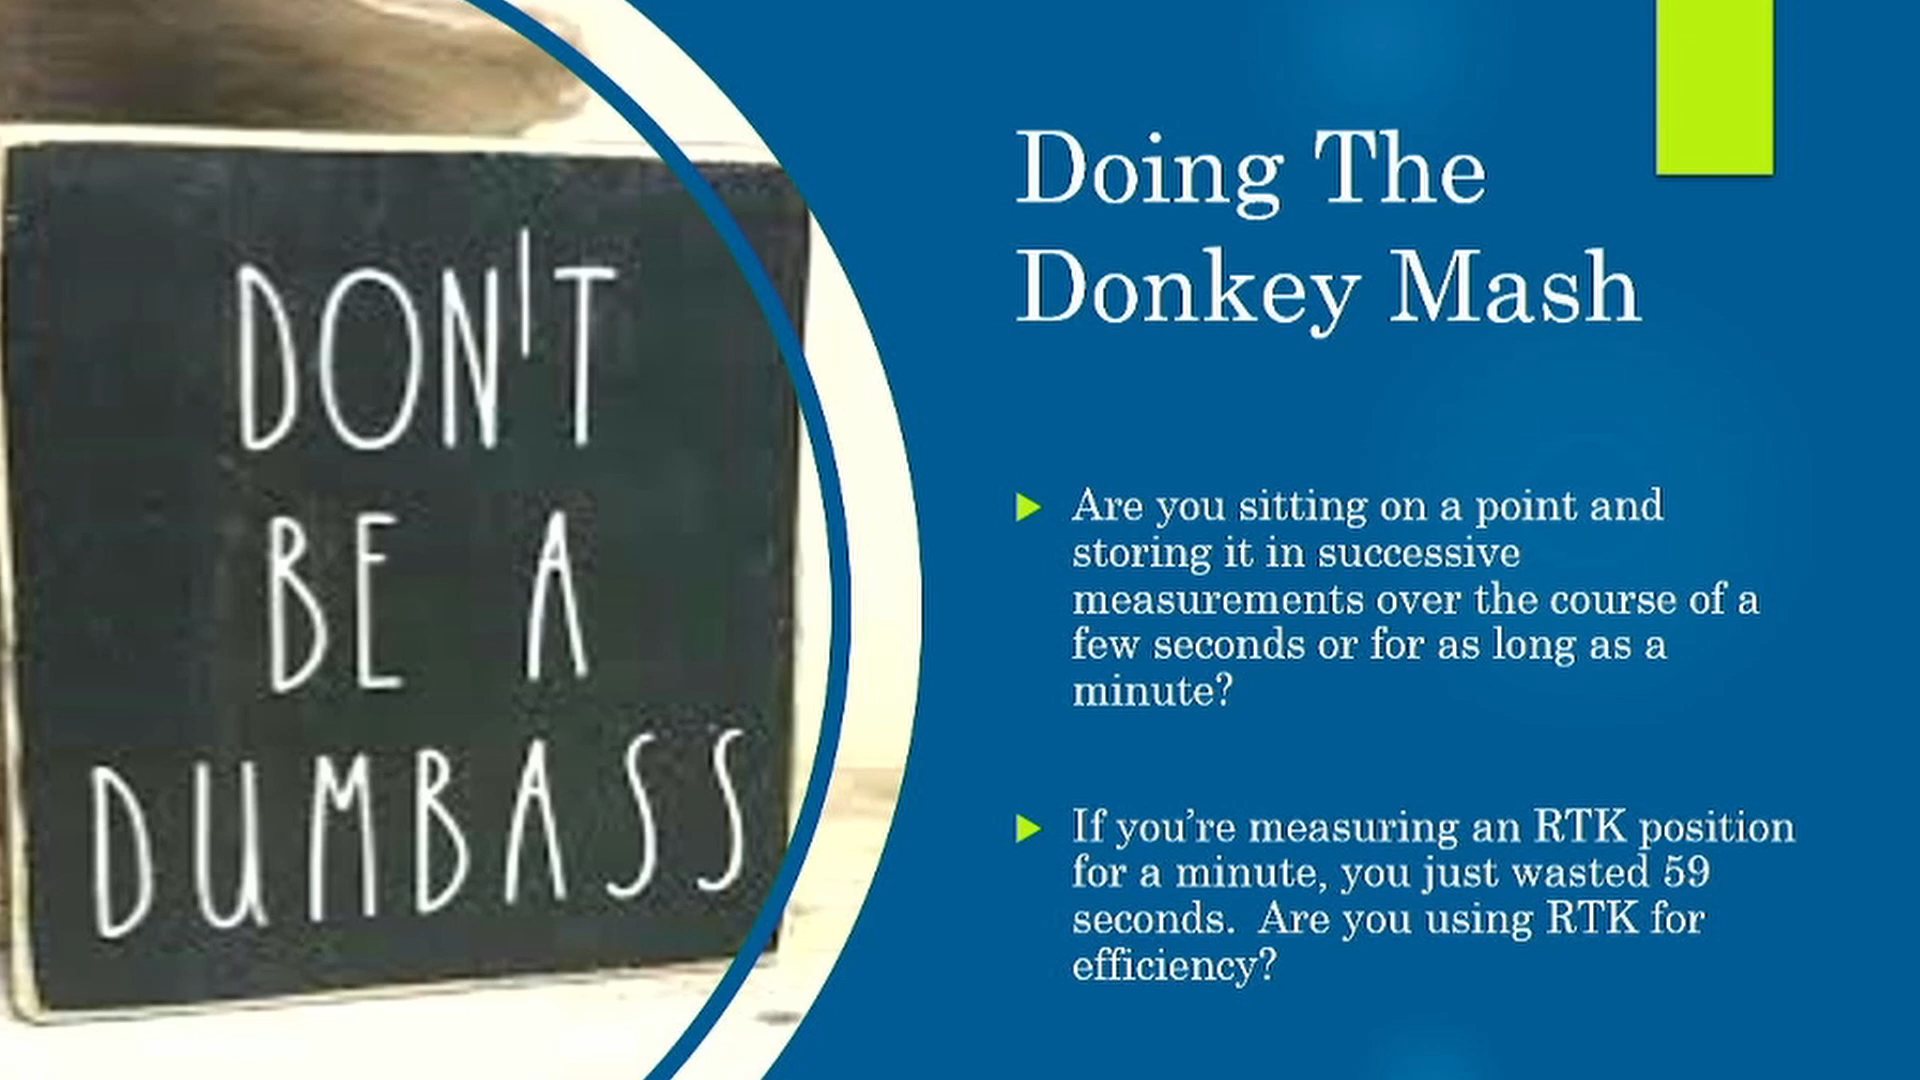 DON'T
BE A
DUMBASS
Doing The
Donkey Mash
Are you sitting on a point and
storing it in successive
measurements over the course of a
few seconds or for as long as a
minute?
If you’re measuring an RTK position
for a minute, you just wasted 59
seconds.  Are you using RTK for
efficiency?